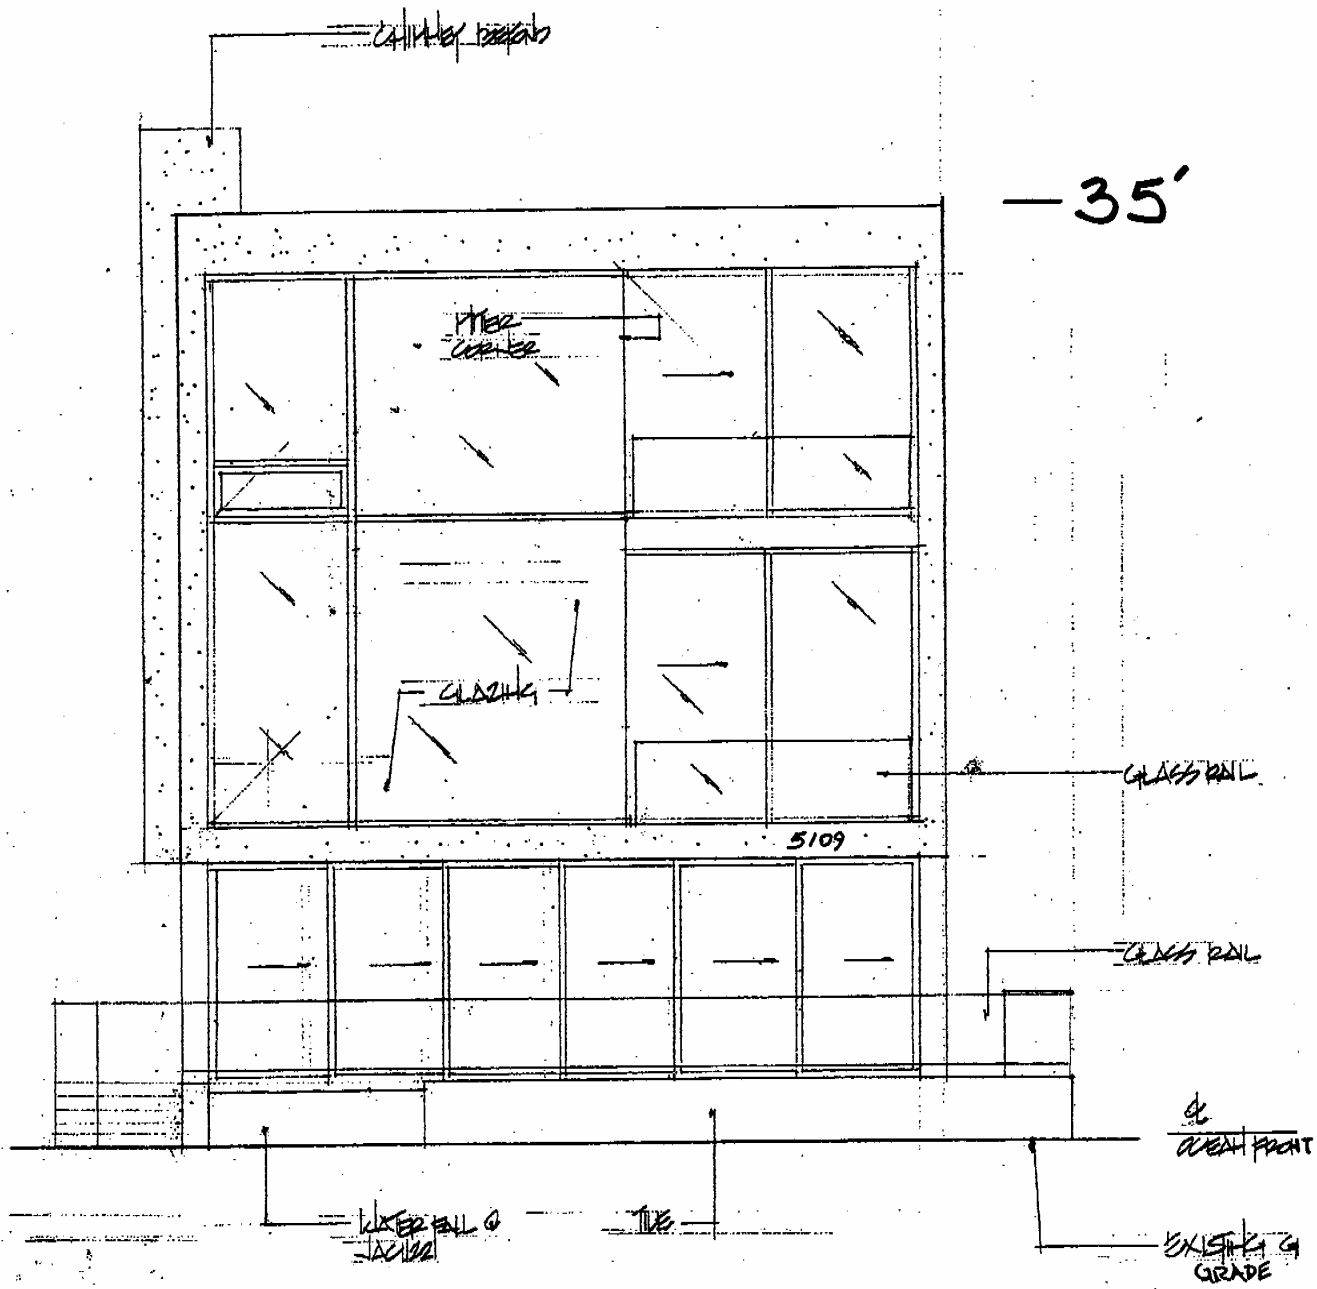 CHIMNEY BEYOND
— 35'
MITER
CORNER
GLAZING
GLASS RAIL
5109
GLASS RAIL
℄
OCEAN FRONT
WATERFALL @
JACUZZI
TILE
EXISTING
GRADE